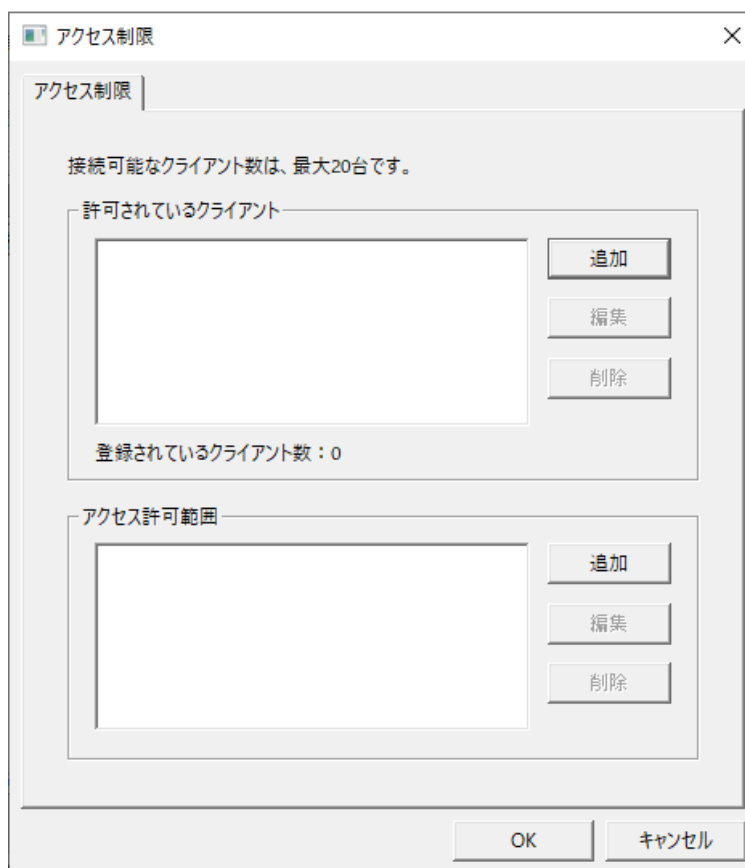 アクセス制限
アクセス制限
接続可能なクライアント数は、最大20台です。
許可されているクライアント
追加
編集
削除
登録されているクライアント数：0
アクセス許可範囲
追加
編集
削除
OK
キャンセル